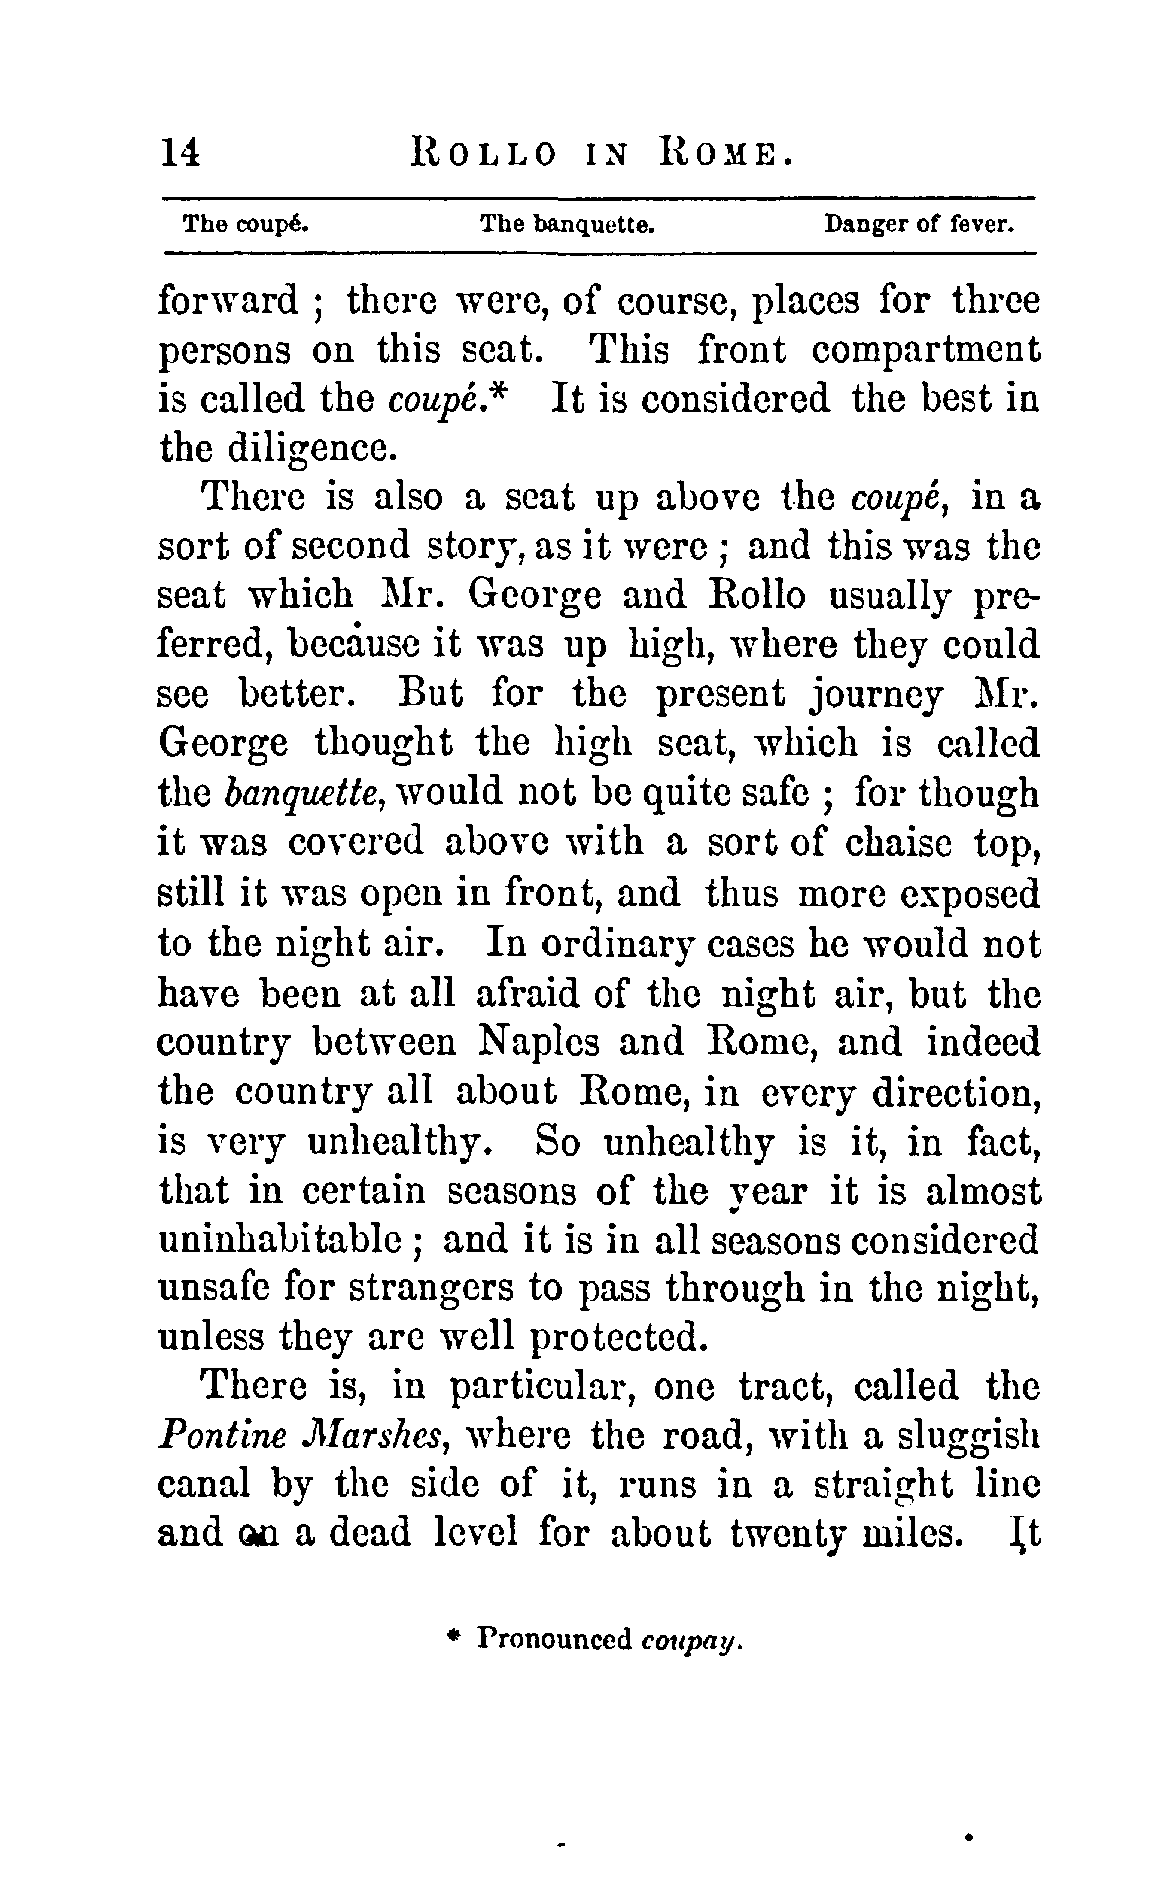 14 ROLLO IN ROME.
The coupé. The banquette. Danger of fever.
forward ; there were, of course, places for three
persons on this seat. This front compartment
is called the coupé.* It is considered the best in
the diligence.
There is also a seat up above the coupé, in a
sort of second story, as it were ; and this was the
seat which Mr. George and Rollo usually pre-
ferred, because it was up high, where they could
see better. But for the present journey Mr.
George thought the high seat, which is called
the banquette, would not be quite safe ; for though
it was covered above with a sort of chaise top,
still it was open in front, and thus more exposed
to the night air. In ordinary cases he would not
have been at all afraid of the night air, but the
country between Naples and Rome, and indeed
the country all about Rome, in every direction,
is very unhealthy. So unhealthy is it, in fact,
that in certain seasons of the year it is almost
uninhabitable ; and it is in all seasons considered
unsafe for strangers to pass through in the night,
unless they are well protected.
There is, in particular, one tract, called the
Pontine Marshes, where the road, with a sluggish
canal by the side of it, runs in a straight line
and on a dead level for about twenty miles. It
* Pronounced coupay.